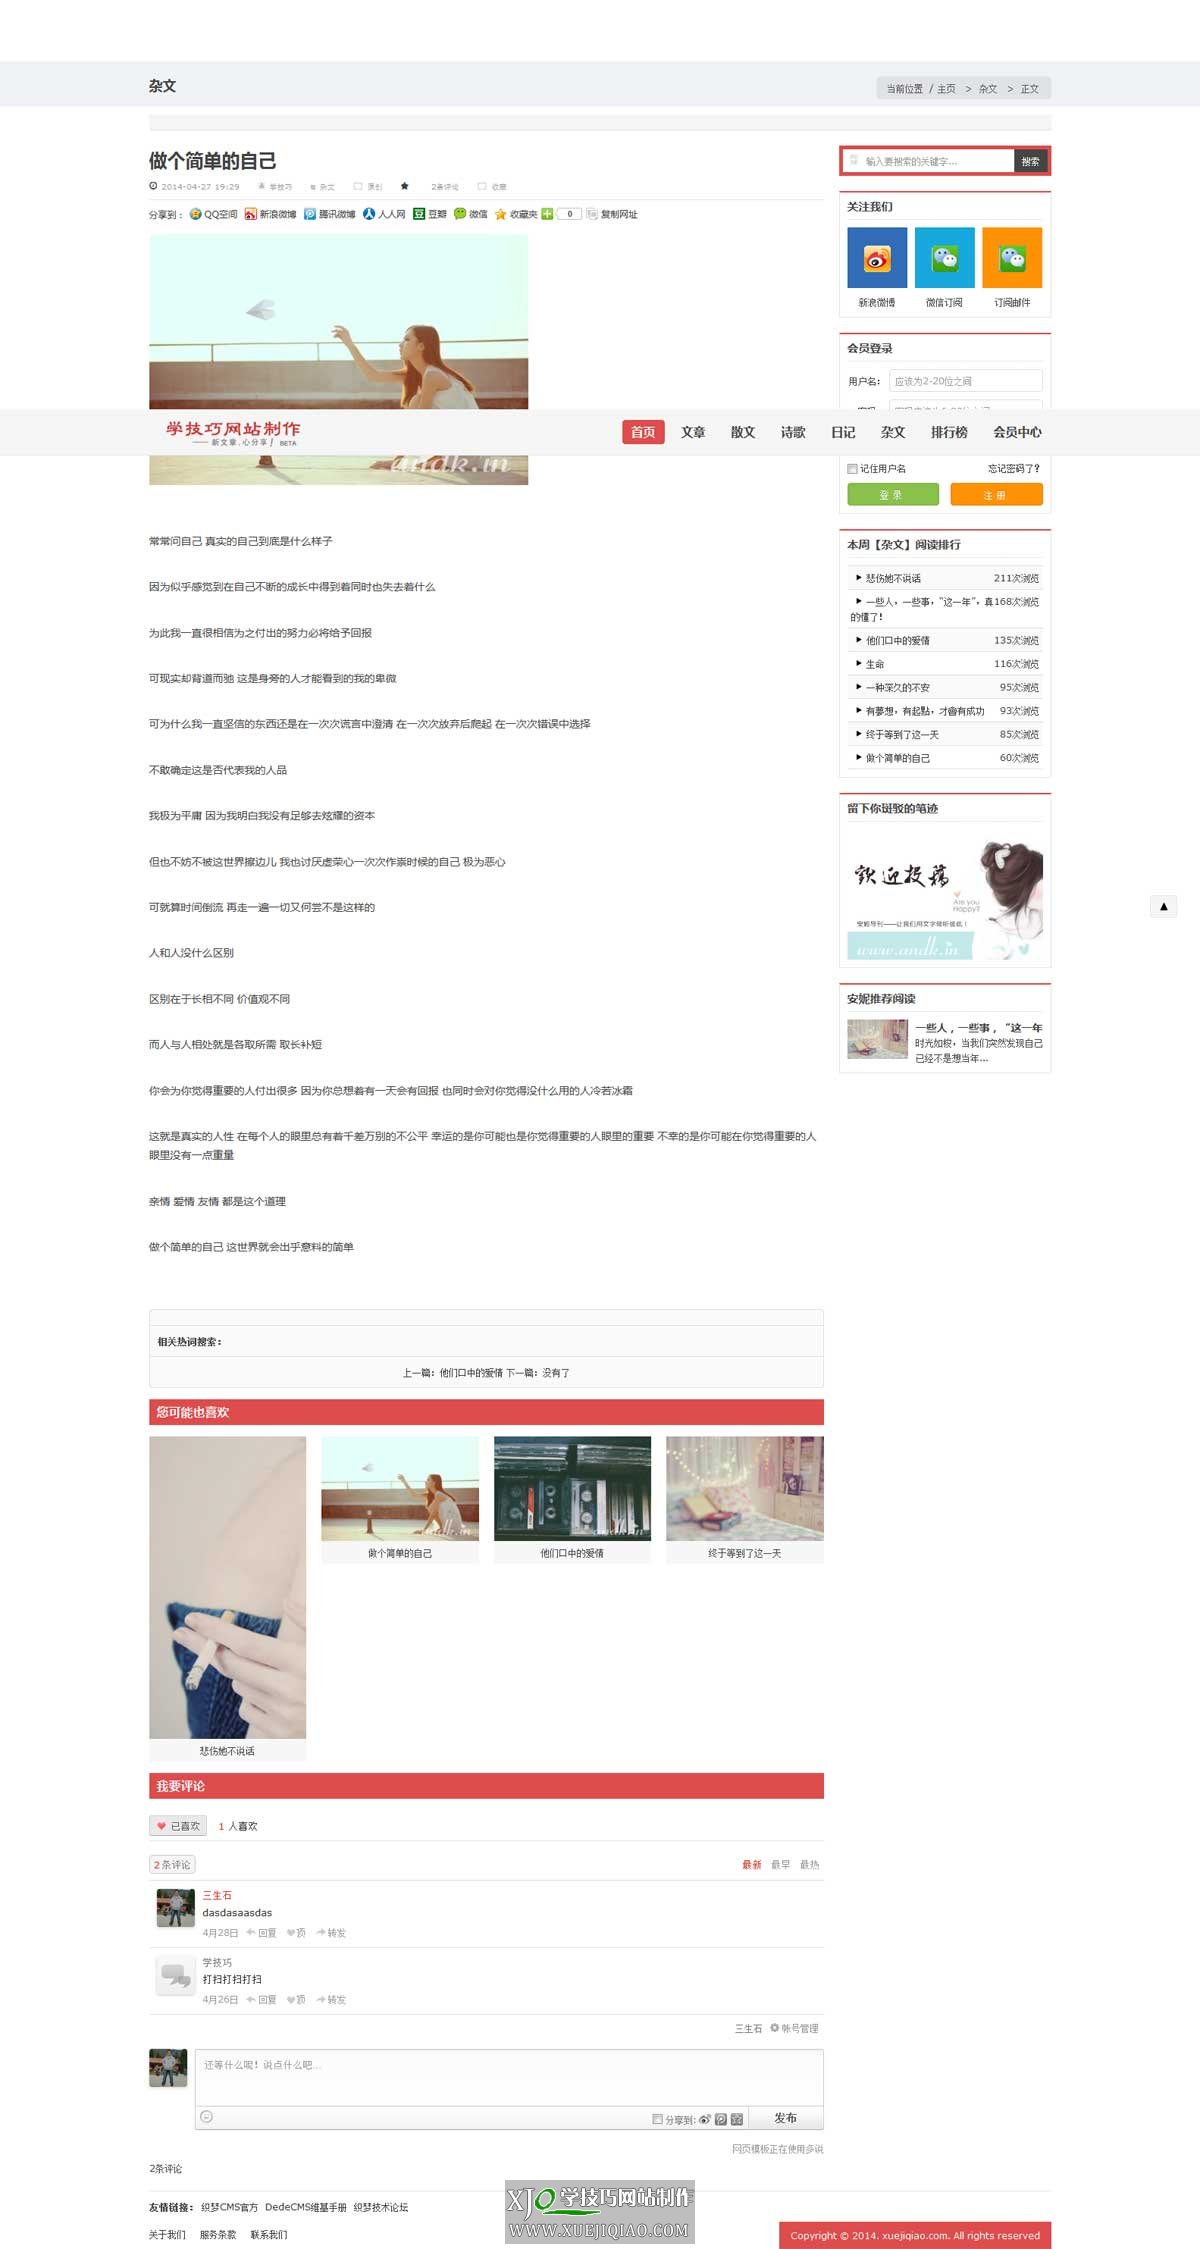 杂文
当前位置 / 主页 > 杂文 > 正文
做个简单的自己
2014-04-27 19:29 学技巧 杂文 原创 2条评论 收藏
分享到： QQ空间 新浪微博 腾讯微博 人人网 豆瓣 微信 收藏夹 0 复制网址
andk.in
学技巧网站制作
新文章.心分享！ BETA
首页 文章 散文 诗歌 日记 杂文 排行榜 会员中心
常常问自己 真实的自己到底是什么样子
因为似乎感觉到在自己不断的成长中得到着同时也失去着什么
为此我一直很相信为之付出的努力必将给予回报
可现实却背道而驰 这是身旁的人才能看到的我的卑微
可为什么我一直坚信的东西还是在一次次谎言中澄清 在一次次放弃后爬起 在一次次错误中选择
不敢确定这是否代表我的人品
我极为平庸 因为我明白我没有足够去炫耀的资本
但也不妨不被这世界擦边儿 我也讨厌虚荣心一次次作祟时候的自己 极为恶心
可就算时间倒流 再走一遍一切又何尝不是这样的
人和人没什么区别
区别在于长相不同 价值观不同
而人与人相处就是各取所需 取长补短
你会为你觉得重要的人付出很多 因为你总想着有一天会有回报 也同时会对你觉得没什么用的人冷若冰霜
这就是真实的人性 在每个人的眼里总有着千差万别的不公平 幸运的是你可能也是你觉得重要的人眼里的重要 不幸的是你可能在你觉得重要的人
眼里没有一点重量
亲情 爱情 友情 都是这个道理
做个简单的自己 这世界就会出乎意料的简单
相关热词搜索：
上一篇：他们口中的爱情 下一篇：没有了
您可能也喜欢
悲伤她不说话
做个简单的自己
他们口中的爱情
终于等到了这一天
我要评论
已喜欢 1 人喜欢
2 条评论 最新 最早 最热
三生石
dasdasaasdas
4月28日 回复 顶 转发
学技巧
打扫打扫打扫
4月26日 回复 顶 转发
三生石 帐号管理
还等什么呢！说点什么吧...
分享到: 发布
网页模板正在使用多说
2条评论
输入要搜索的关键字... 搜索
关注我们
新浪微博 微信订阅 订阅邮件
会员登录
用户名： 应该为2-20位之间
记住用户名 忘记密码了?
登 录 注 册
本周【杂文】阅读排行
悲伤她不说话 211次浏览
一些人，一些事，“这一年”，真 168次浏览
的懂了！
他们口中的爱情 135次浏览
生命 116次浏览
一种深久的不安 95次浏览
有夢想，有起點，才會有成功 93次浏览
终于等到了这一天 85次浏览
做个简单的自己 60次浏览
留下你斑驳的笔迹
欢迎投稿
Are you
Happy?
安妮导刊——让我们用文字倾听彼此！
www.andk.in
安妮推荐阅读
一些人，一些事，“这一年
时光如梭，当我们突然发现自己
已经不是想当年...
友情链接： 织梦CMS官方 DedeCMS维基手册 织梦技术论坛
关于我们 服务条款 联系我们
XJQ 学技巧网站制作
WWW.XUEJIQIAO.COM
Copyright © 2014. xuejiqiao.com. All rights reserved